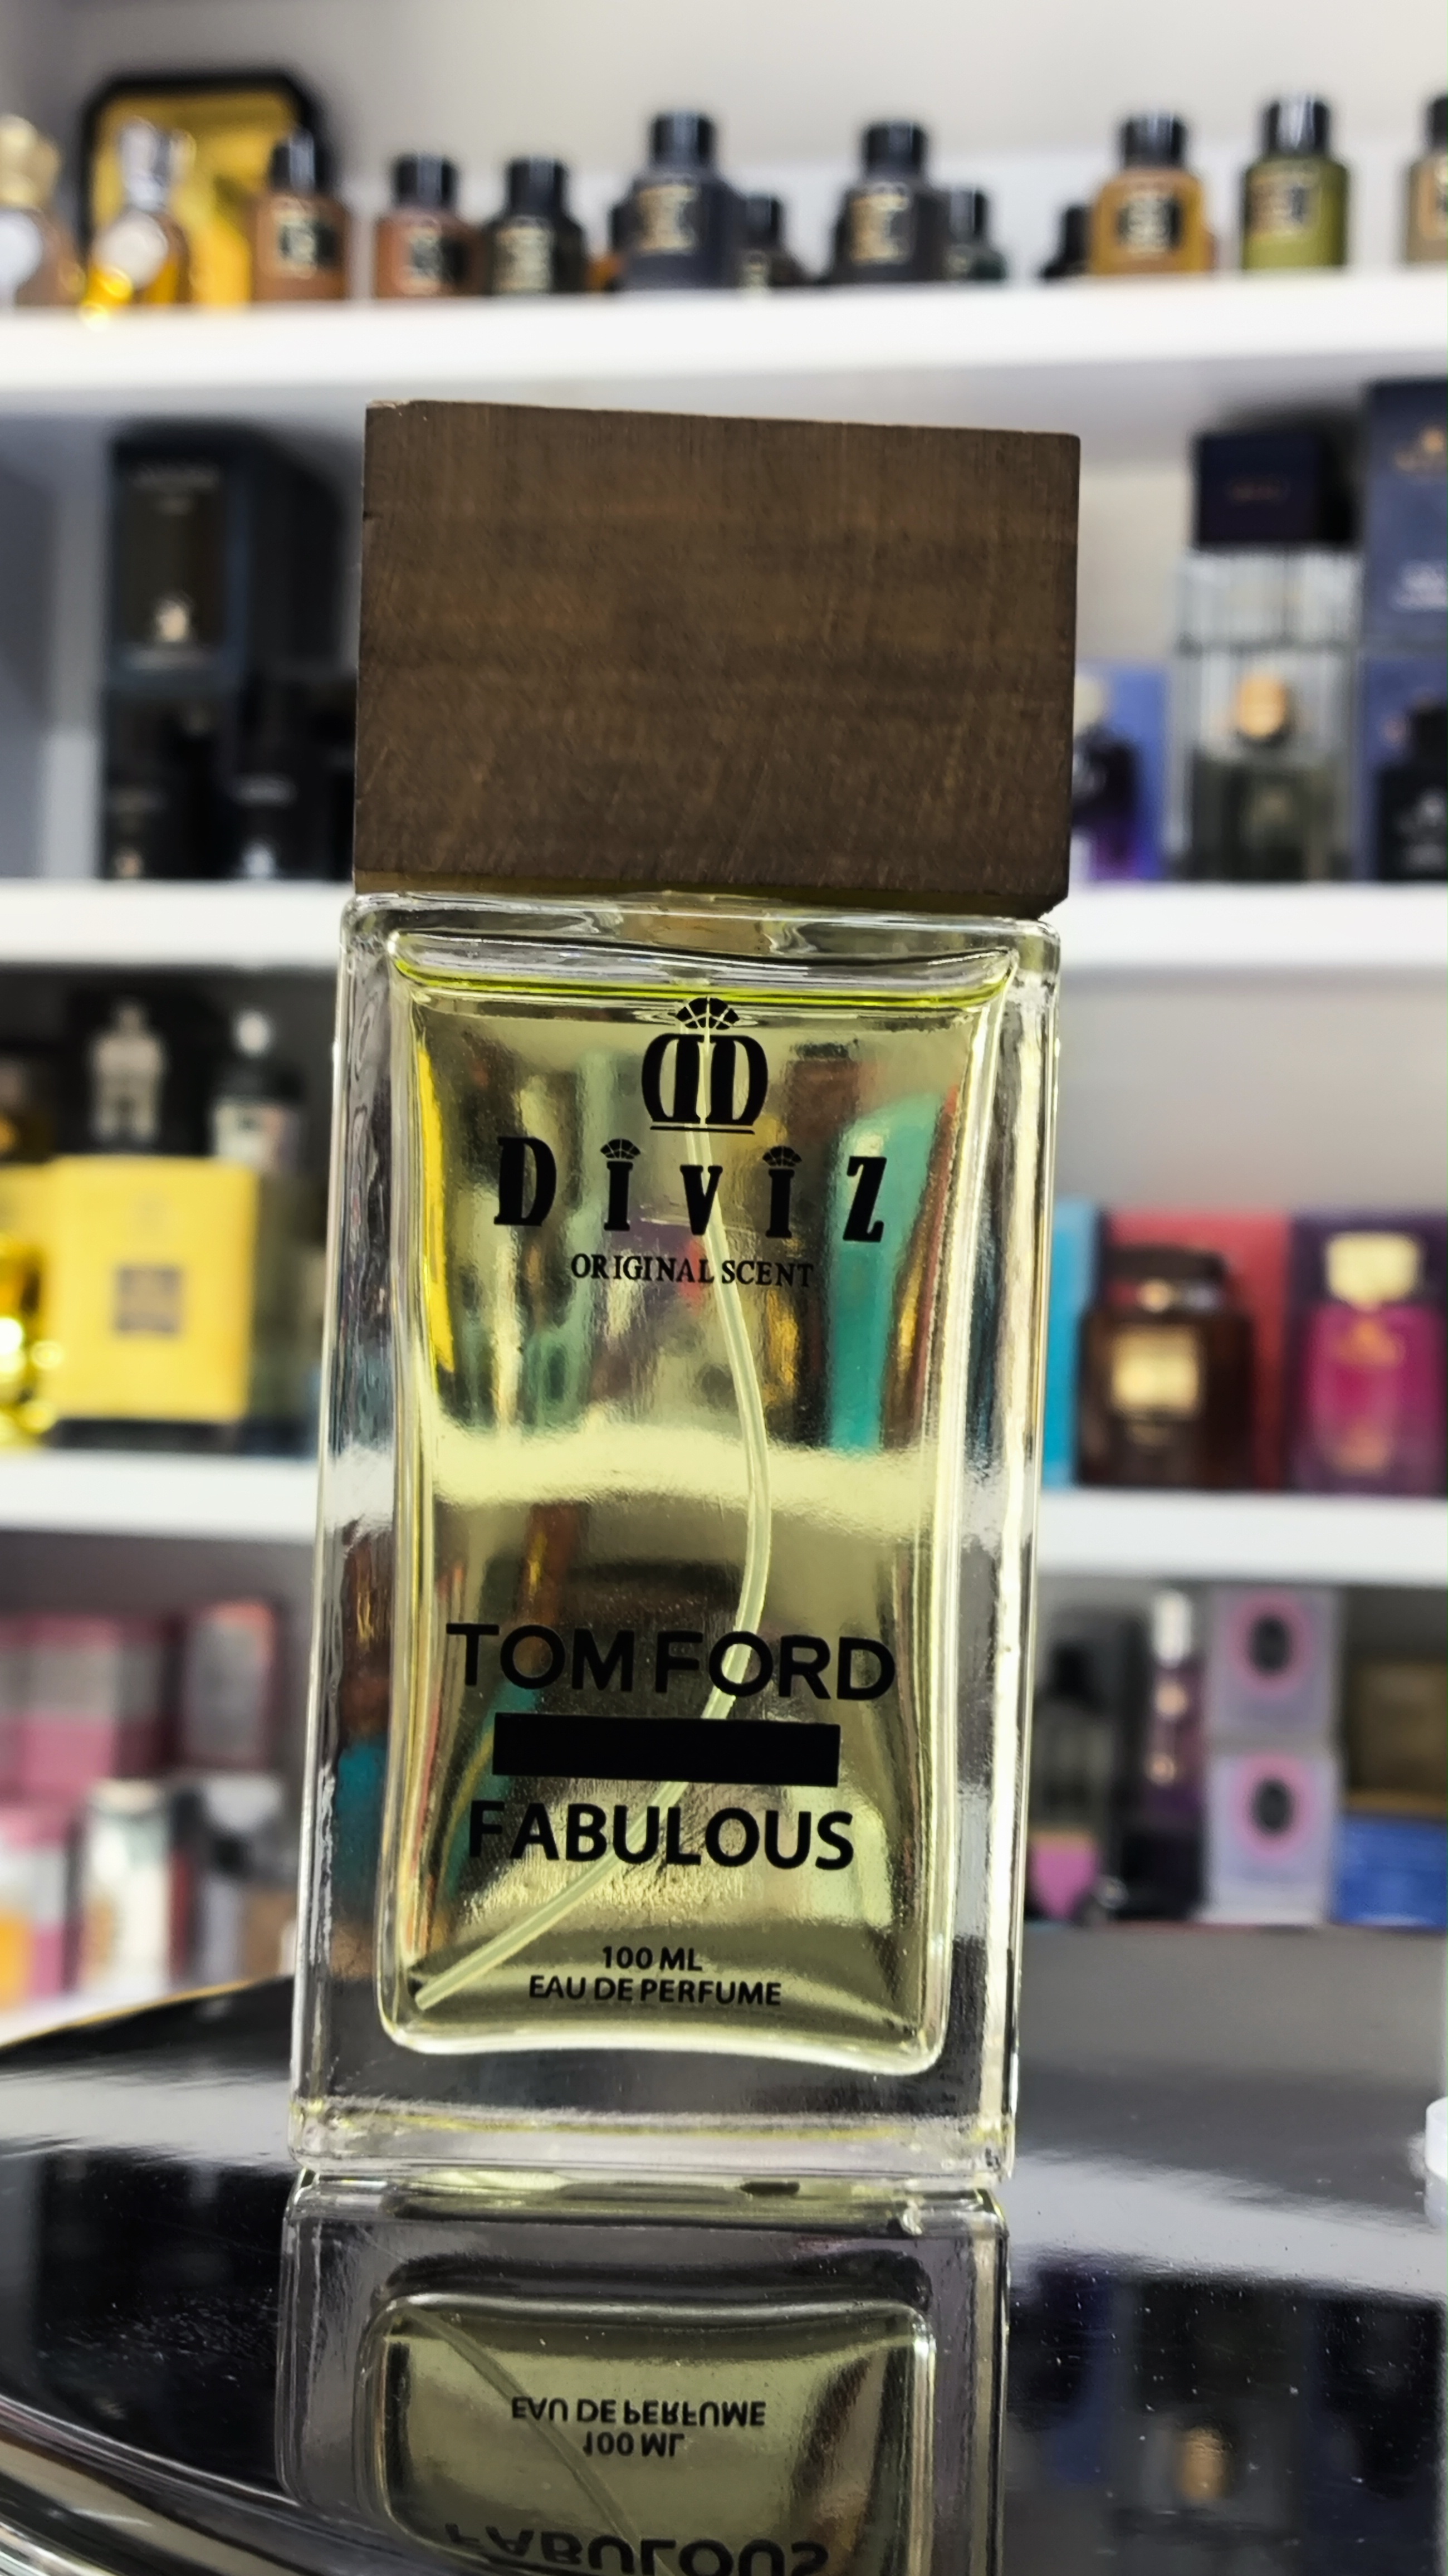 DIVIZ
ORIGINAL SCENT
TOM FORD
FABULOUS
100 ML
EAU DE PERFUME